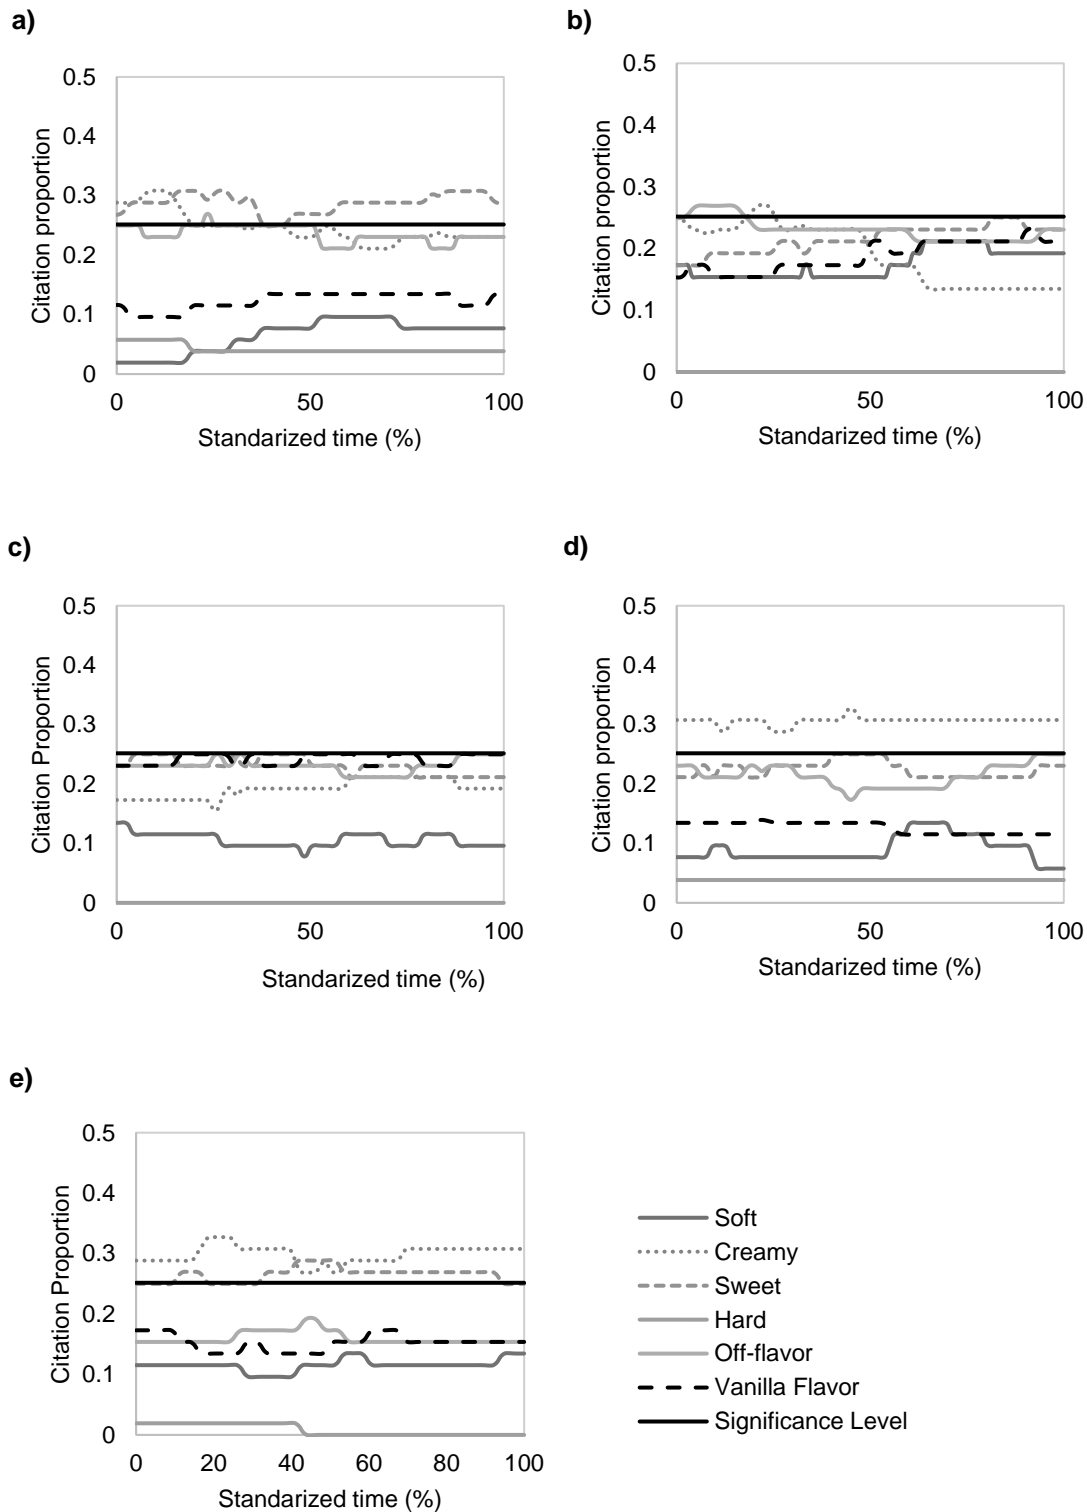 a)
0.5
0.4
0.3
0.2
0.1
0
0
50
100
Citation proportion
Standarized time (%)
b)
0.5
0.4
0.3
0.2
0.1
0
0
50
100
Citation proportion
Standarized time (%)
c)
0.5
0.4
0.3
0.2
0.1
0
0
50
100
Citation Proportion
Standarized time (%)
d)
0.5
0.4
0.3
0.2
0.1
0
0
50
100
Citation proportion
Standarized time (%)
e)
0.5
0.4
0.3
0.2
0.1
0
0
20
40
60
80
100
Citation Proportion
Standarized time (%)
Soft
Creamy
Sweet
Hard
Off-flavor
Vanilla Flavor
Significance Level